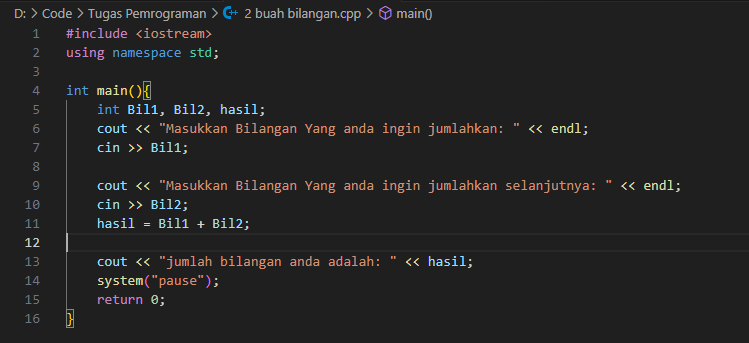 D: > Code > Tugas Pemrograman > 2 buah bilangan.cpp > main()
1 #include <iostream>
2 using namespace std;
3
4 int main(){
5 int Bil1, Bil2, hasil;
6 cout << "Masukkan Bilangan Yang anda ingin jumlahkan: " << endl;
7 cin >> Bil1;
8
9 cout << "Masukkan Bilangan Yang anda ingin jumlahkan selanjutnya: " << endl;
10 cin >> Bil2;
11 hasil = Bil1 + Bil2;
12
13 cout << "jumlah bilangan anda adalah: " << hasil;
14 system("pause");
15 return 0;
16 }